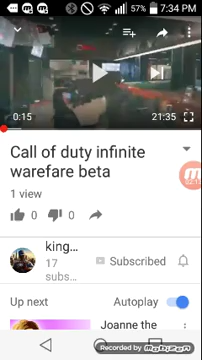 57% 7:34 PM
0:15 21:35
Call of duty infinite
warefare beta
1 view
0 0
king...
17
subs...
Subscribed
Up next Autoplay
Joanne the
Recorded by Mobizen